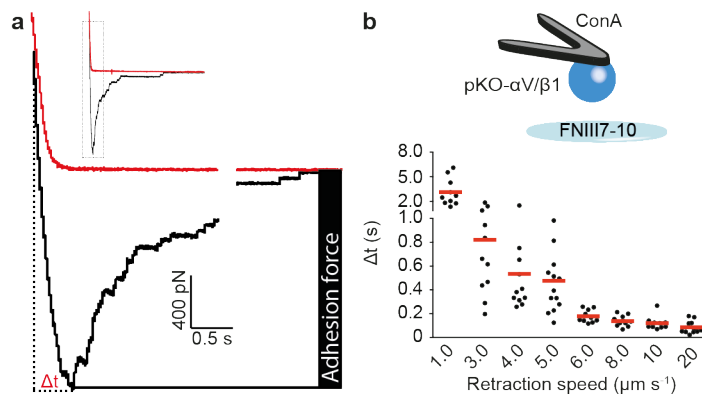 a
400 pN
0.5 s
Δt
Adhesion force
b
ConA
pKO-αV/β1
FNIII7-10
Δt (s)
8.0
5.0
2.0
1.0
0.8
0.6
0.4
0.2
0
1.0 3.0 4.0 5.0 6.0 8.0 10 20
Retraction speed (µm s⁻¹)